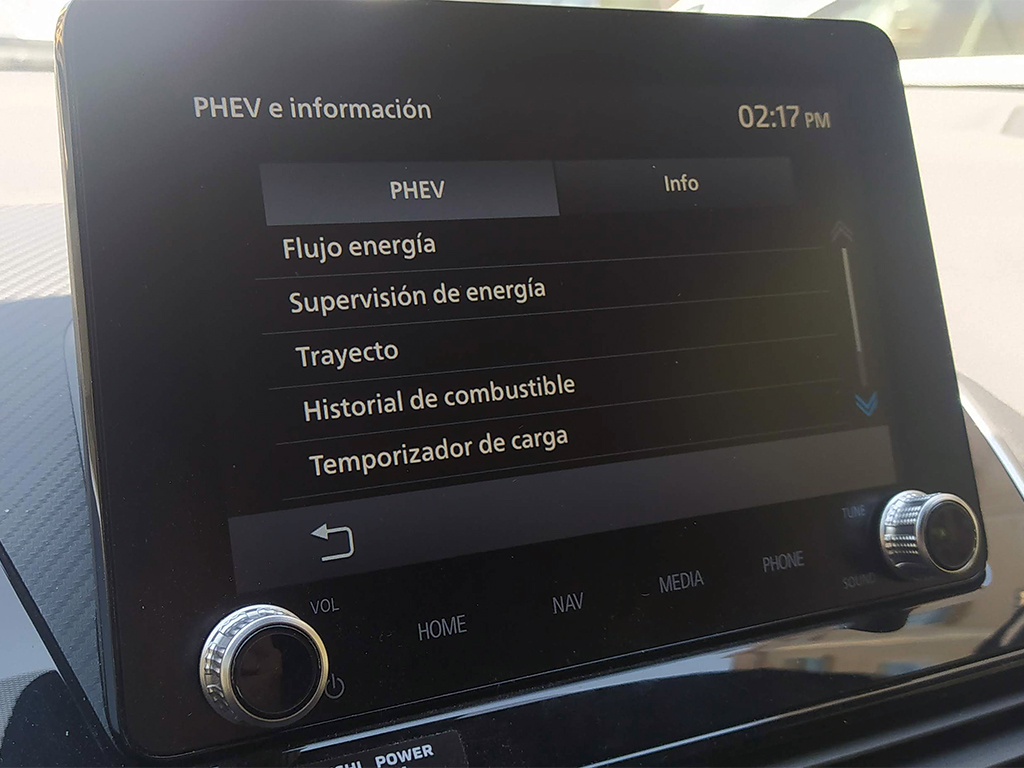 PHEV e información
02:17 PM
PHEV
Info
Flujo energía
Supervisión de energía
Trayecto
Historial de combustible
Temporizador de carga
TUNE
SOUND
VOL
HOME
NAV
MEDIA
PHONE
POWER